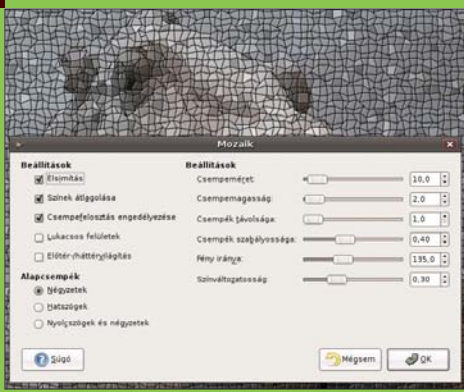 Mozaik
Beállítások
Elsimítás
Színek átlagolása
Csempefelosztás engedélyezése
Lukacsos felületek
Előtér-/háttérvilágítás
Alapcsempék
Négyzetek
Hatszögek
Nyolcszögek és négyzetek
Beállítások
Csempeméret: 10,0
Csempemagasság: 2,0
Csempék távolsága: 1,0
Csempék szabályossága: 0,40
Fény iránya: 135,0
Színváltozatosság: 0,30
Súgó
Mégsem
OK